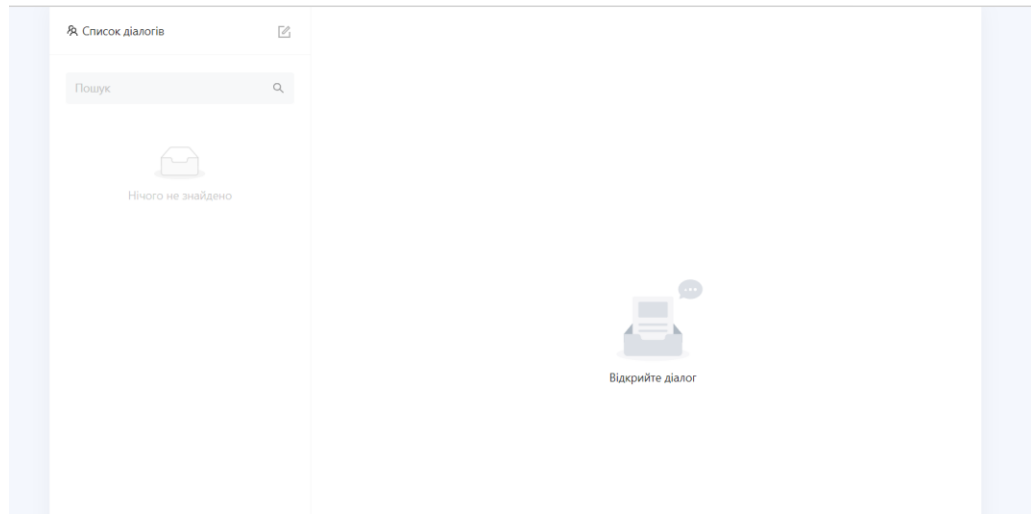 Список діалогів
Пошук
Нічого не знайдено
Відкрийте діалог